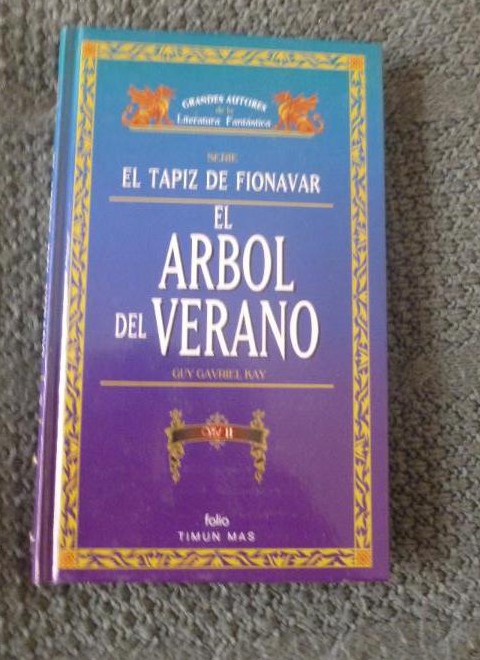 GRANDES AUTORES
de la
Literatura Fantástica
SERIE
EL TAPIZ DE FIONAVAR
EL
ARBOL
DEL VERANO
GUY GAVRIEL KAY
II
folio
TIMUN MAS